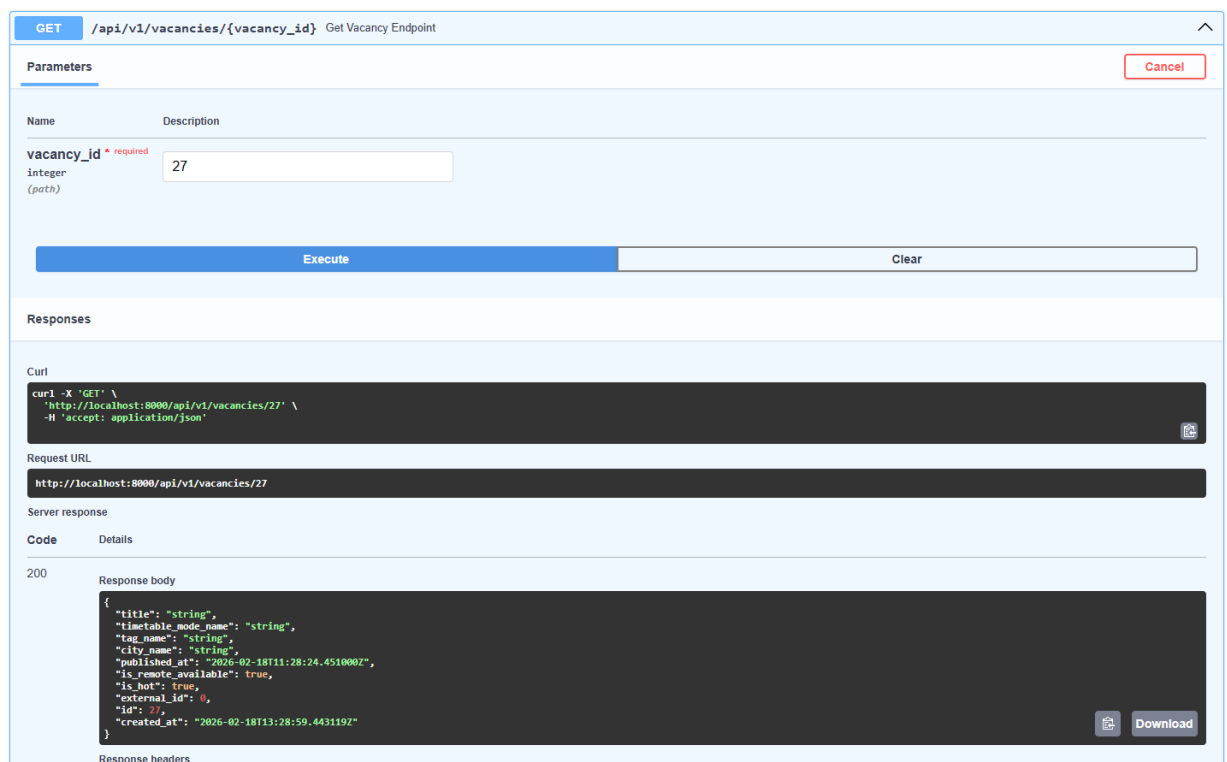 GET /api/v1/vacancies/{vacancy_id} Get Vacancy Endpoint
Parameters
Cancel
Name Description
vacancy_id * required
27
integer
(path)
Execute Clear
Responses
Curl
curl -X 'GET' \
  'http://localhost:8000/api/v1/vacancies/27' \
  -H 'accept: application/json'
Request URL
http://localhost:8000/api/v1/vacancies/27
Server response
Code Details
200
Response body
{
  "title": "string",
  "timetable_mode_name": "string",
  "tag_name": "string",
  "city_name": "string",
  "published_at": "2026-02-18T11:28:24.451000Z",
  "is_remote_available": true,
  "is_hot": true,
  "external_id": 0,
  "id": 27,
  "created_at": "2026-02-18T13:28:59.443119Z"
}
Download
Response headers